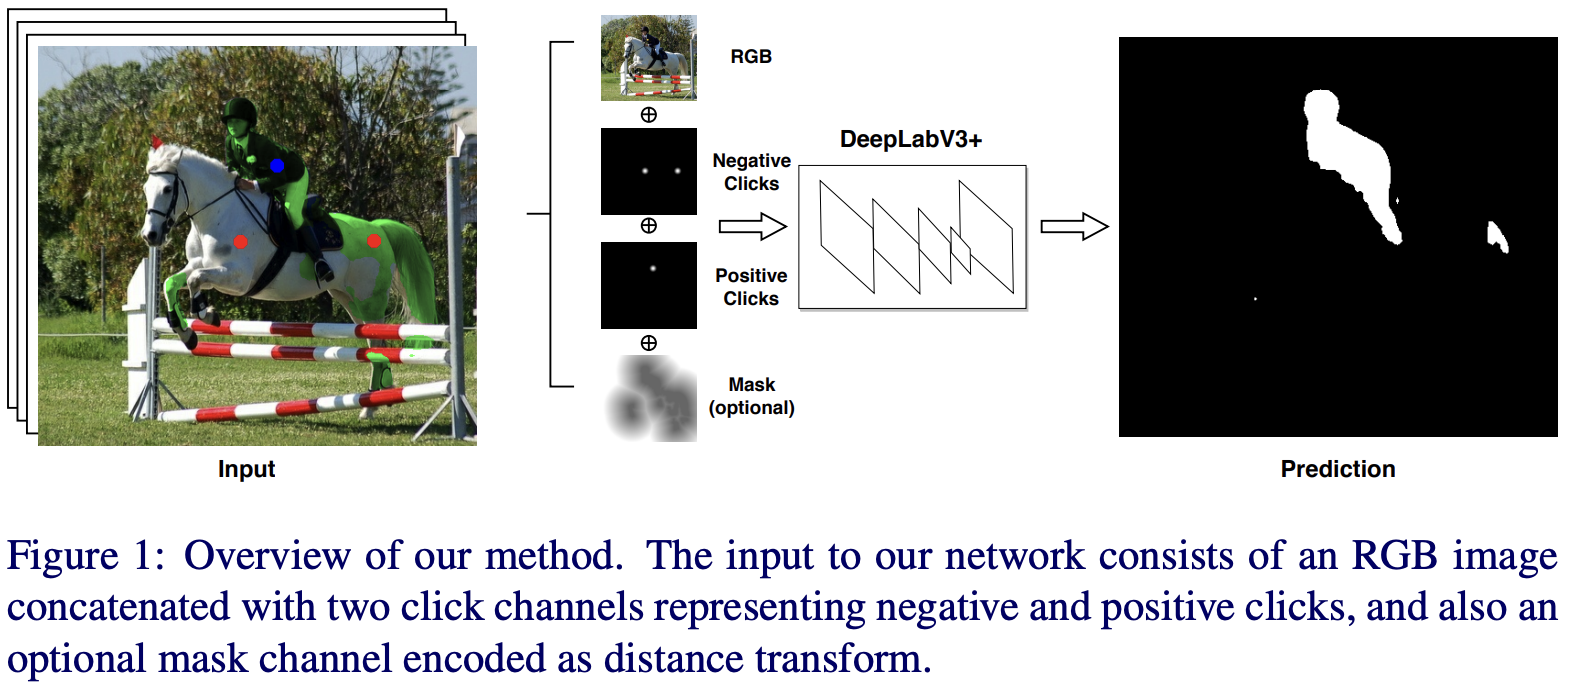 RGB
Negative
Clicks
DeepLabV3+
Positive
Clicks
Mask
(optional)
Input
Prediction
Figure 1: Overview of our method. The input to our network consists of an RGB image
concatenated with two click channels representing negative and positive clicks, and also an
optional mask channel encoded as distance transform.